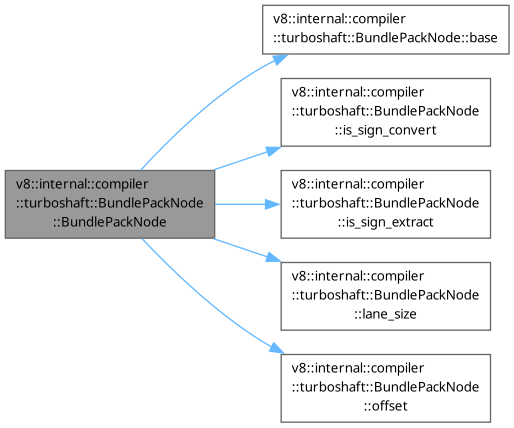 v8::internal::compiler
::turboshaft::BundlePackNode
::BundlePackNode
v8::internal::compiler
::turboshaft::BundlePackNode::base
v8::internal::compiler
::turboshaft::BundlePackNode
::is_sign_convert
v8::internal::compiler
::turboshaft::BundlePackNode
::is_sign_extract
v8::internal::compiler
::turboshaft::BundlePackNode
::lane_size
v8::internal::compiler
::turboshaft::BundlePackNode
::offset